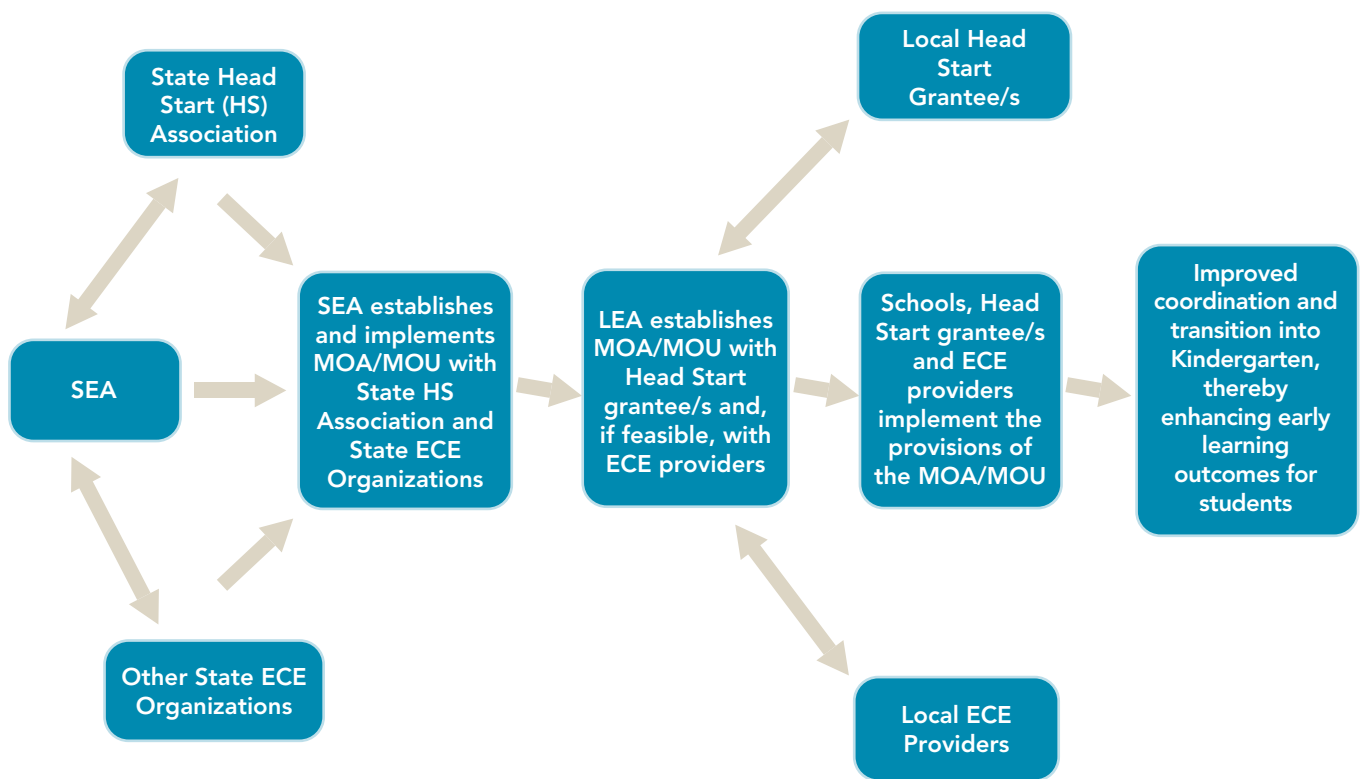 State Head
Start (HS)
Association
Local Head
Start
Grantee/s
SEA
SEA establishes
and implements
MOA/MOU with
State HS
Association and
State ECE
Organizations
LEA establishes
MOA/MOU with
Head Start
grantee/s and,
if feasible, with
ECE providers
Schools, Head
Start grantee/s
and ECE
providers
implement the
provisions of
the MOA/MOU
Improved
coordination and
transition into
Kindergarten,
thereby
enhancing early
learning
outcomes for
students
Other State ECE
Organizations
Local ECE
Providers